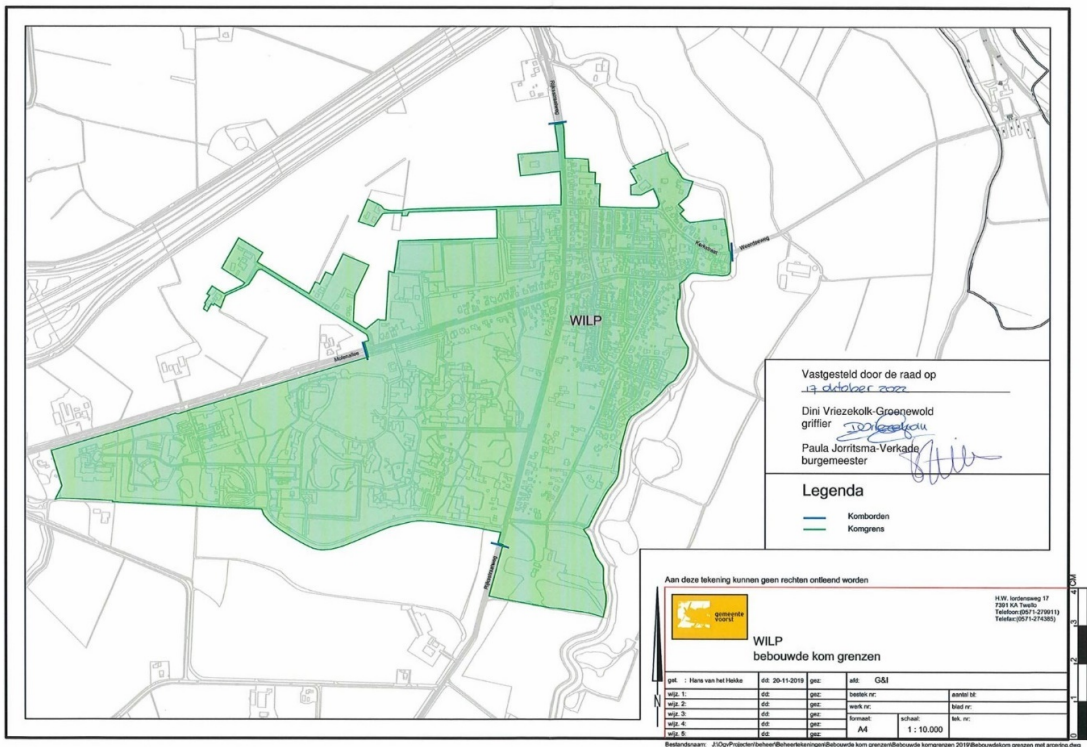 Rijksstraatweg
Kerkstraat
Weerdseweg
WILP
Molenallee
Rijksstraatweg
Vastgesteld door de raad op
17 oktober 2022
Dini Vriezekolk-Groenewold
griffier
Paula Jorritsma-Verkade
burgemeester
Legenda
Komborden
Komgrens
Aan deze tekening kunnen geen rechten ontleend worden
gemeente
voorst
H.W. Iordensweg 17
7391 KA Twello
Telefoon:(0571-279911)
Telefax:(0571-274385)
WILP
bebouwde kom grenzen
get. : Hans van het Hekke dd: 20-11-2019 gez: afd: G&I
wijz. 1: dd: gez: bestek nr: aantal bl:
wijz. 2: dd: gez: werk nr: blad nr:
wijz. 3: dd: gez: formaat: schaal: tek. nr:
wijz. 4: dd: gez: A4 1 : 10.000
wijz. 5: dd: gez:
N
0 1 2 3 4 CM